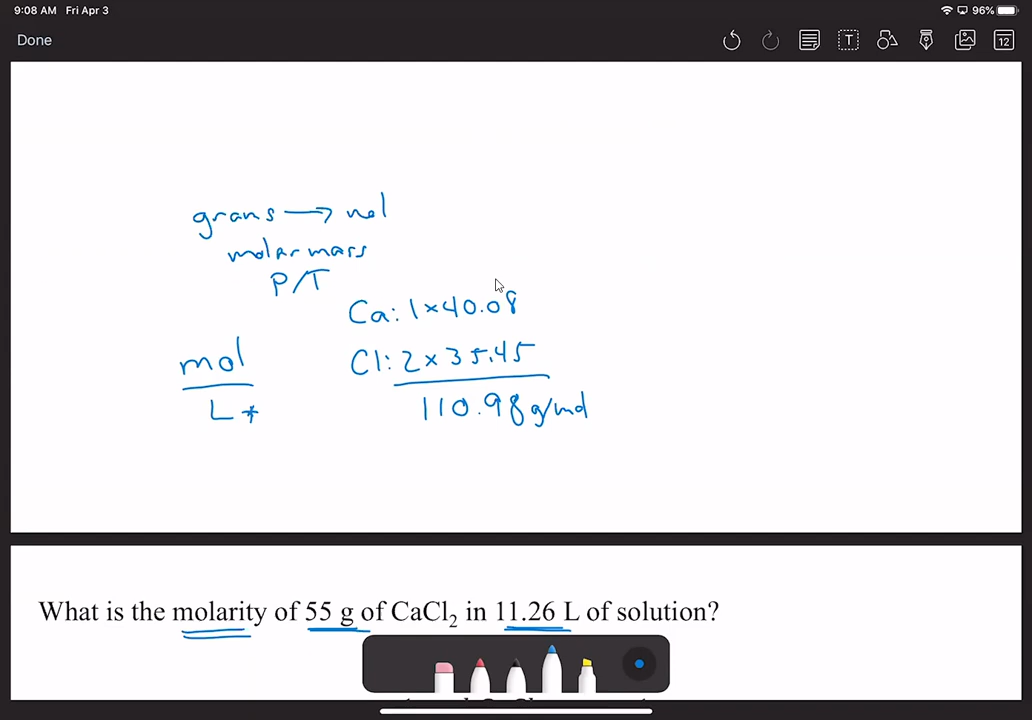 9:08 AM Fri Apr 3
96%
Done
T
12
grams → mol
molar mass
P/T
Ca: 1 × 40.08
Cl: 2 × 35.45
110.98 g/mol
mol
L *
What is the molarity of 55 g of CaCl₂ in 11.26 L of solution?